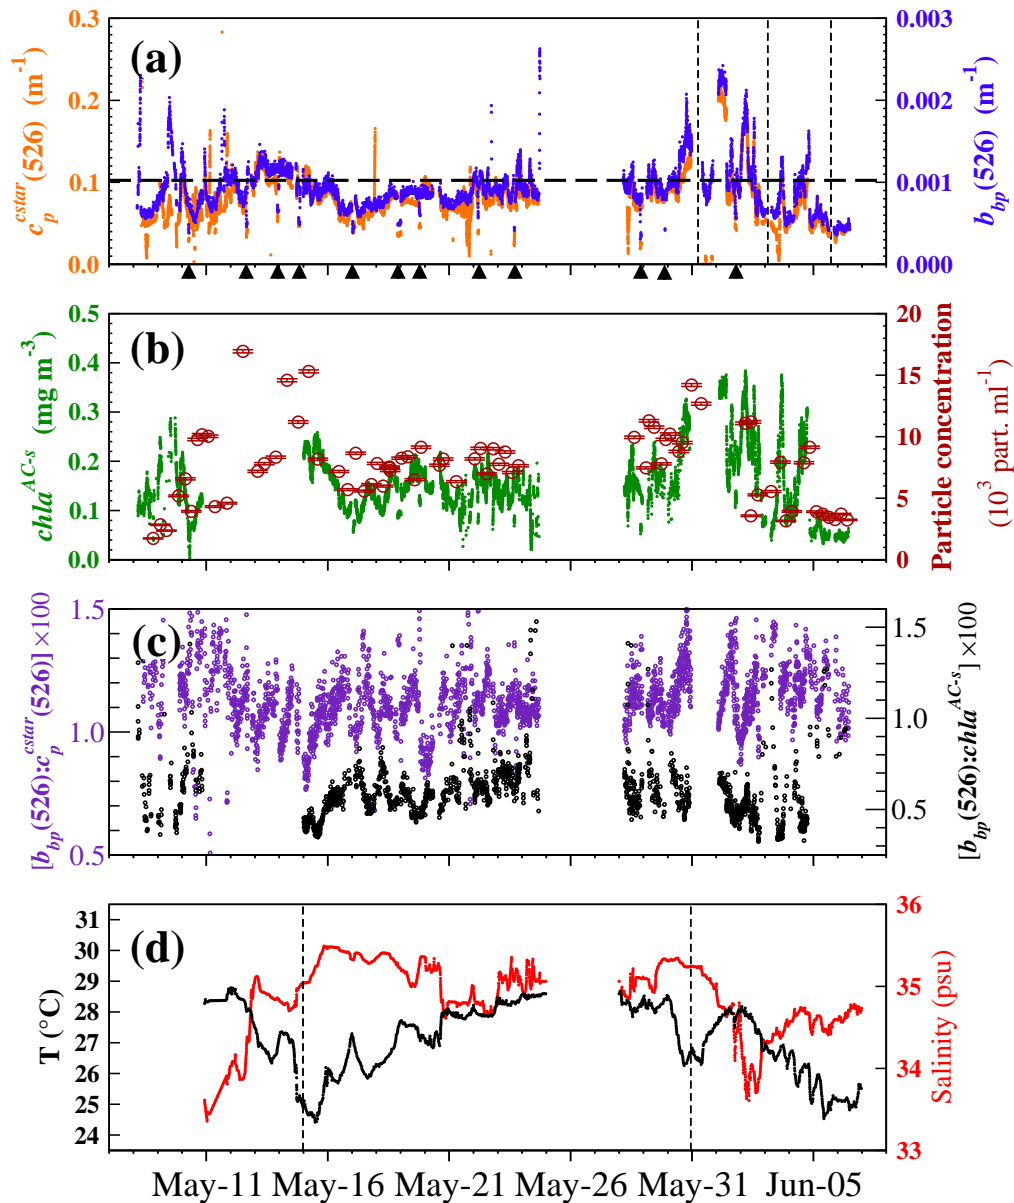 (a)
c_p^cstar(526) (m^-1)
0.3
0.2
0.1
0.0
0.003
0.002
0.001
0.000
b_bp(526) (m^-1)
(b)
chla^AC-s (mg m^-3)
0.5
0.4
0.3
0.2
0.1
0.0
20
15
10
5
0
Particle concentration
(10^3 part. ml^-1)
(c)
[b_bp(526):c_p^cstar(526)] ×100
1.5
1.0
0.5
1.5
1.0
0.5
[b_bp(526):chla^AC-s] ×100
(d)
T (°C)
31
30
29
28
27
26
25
24
36
35
34
33
Salinity (psu)
May-11 May-16 May-21 May-26 May-31 Jun-05